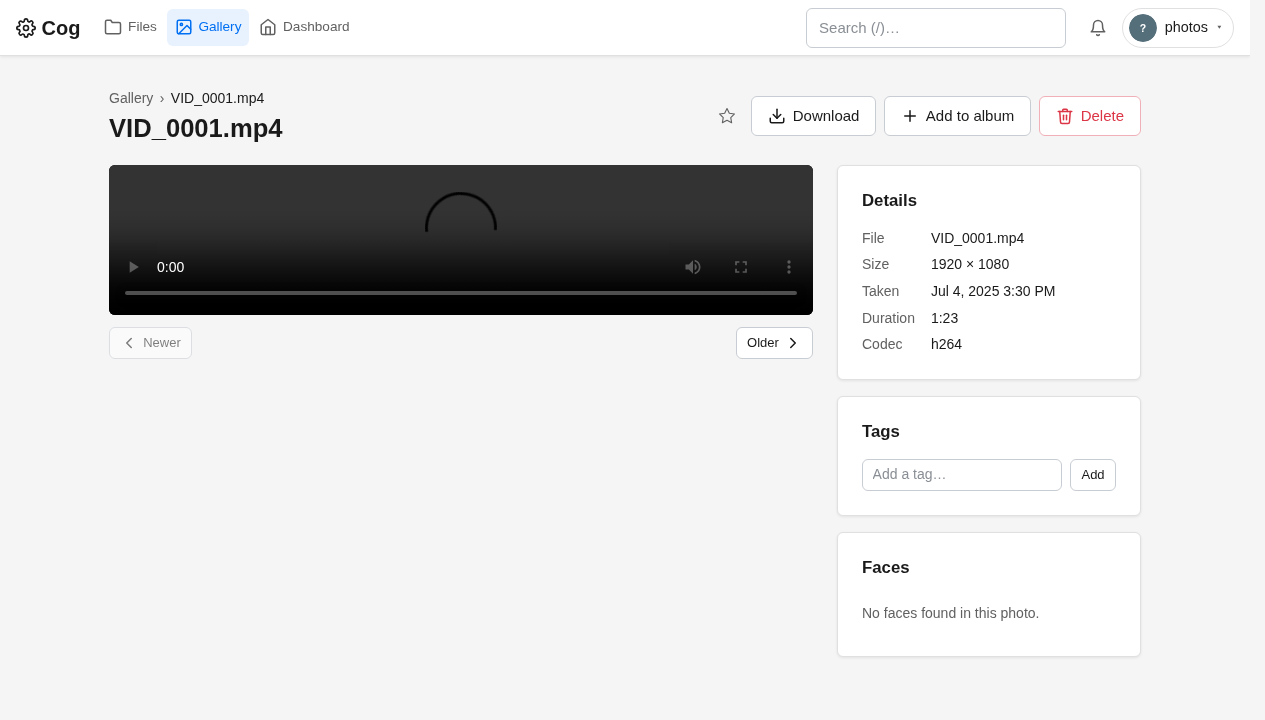 Cog
Files
Gallery
Dashboard
Search (/)…
?
photos
Gallery › VID_0001.mp4
VID_0001.mp4
Download
Add to album
Delete
0:00
Newer
Older
Details
File VID_0001.mp4
Size 1920 × 1080
Taken Jul 4, 2025 3:30 PM
Duration 1:23
Codec h264
Tags
Add a tag…
Add
Faces
No faces found in this photo.